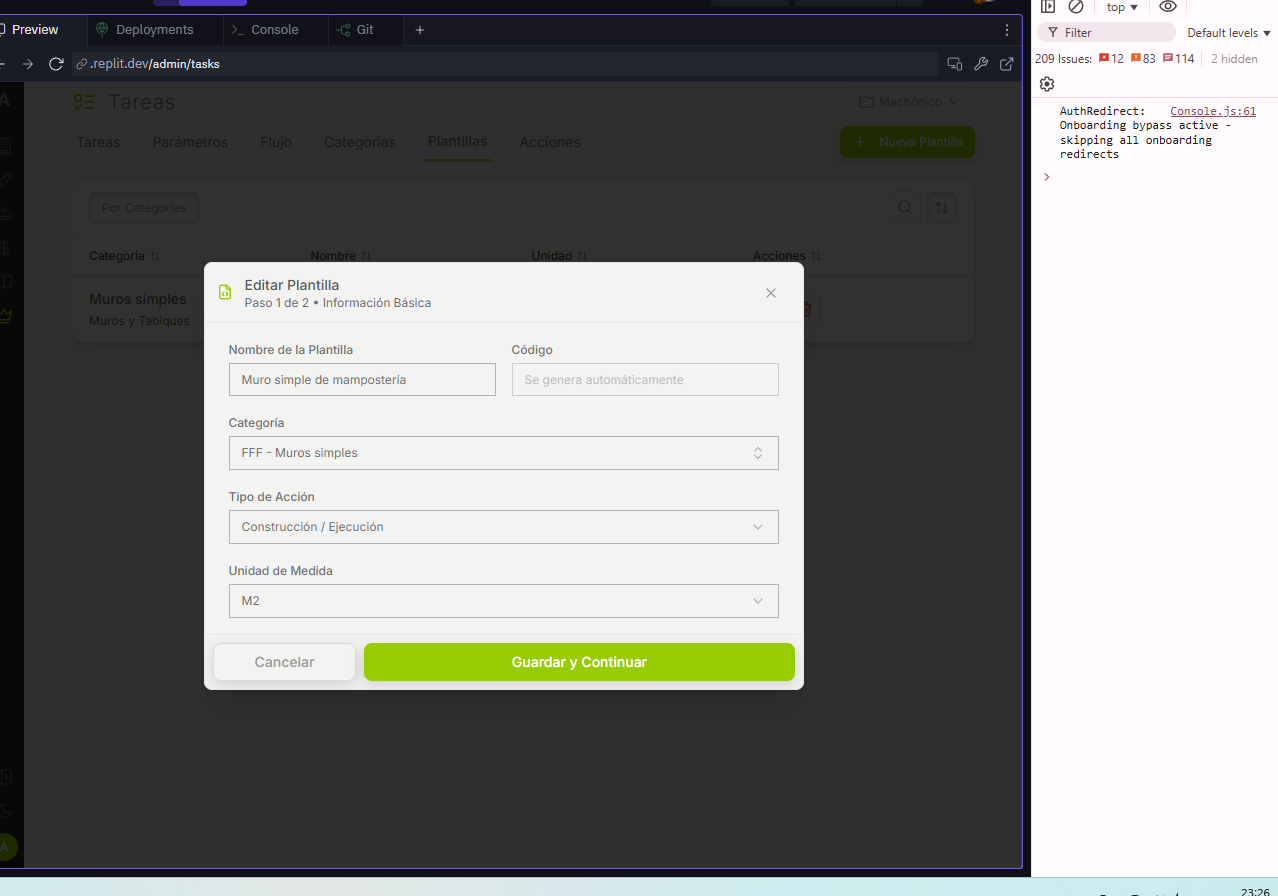 Preview
Deployments
Console
Git
.replit.dev/admin/tasks
top
Filter
Default levels
209 Issues: 12 83 114 2 hidden
AuthRedirect: Console.js:61
Onboarding bypass active -
skipping all onboarding
redirects
Tareas
Machónico
Tareas Parámetros Flujo Categorías Plantillas Acciones
Nueva Plantilla
Por Categorías
Categoría Nombre Unidad Acciones
Muros simples
Muros y Tabiques
Editar Plantilla
Paso 1 de 2 • Información Básica
Nombre de la Plantilla
Código
Muro simple de mampostería
Se genera automáticamente
Categoría
FFF - Muros simples
Tipo de Acción
Construcción / Ejecución
Unidad de Medida
M2
Cancelar
Guardar y Continuar
A
23:26